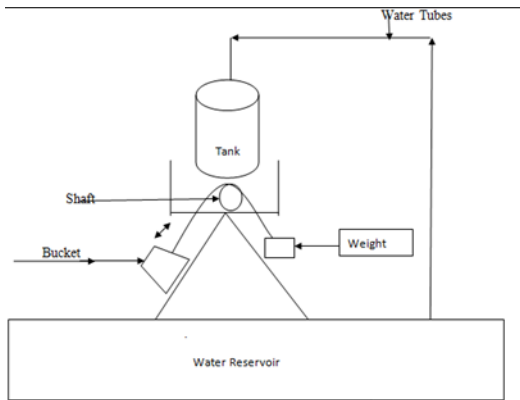 Water Tubes
Tank
Shaft
Bucket
Weight
Water Reservoir